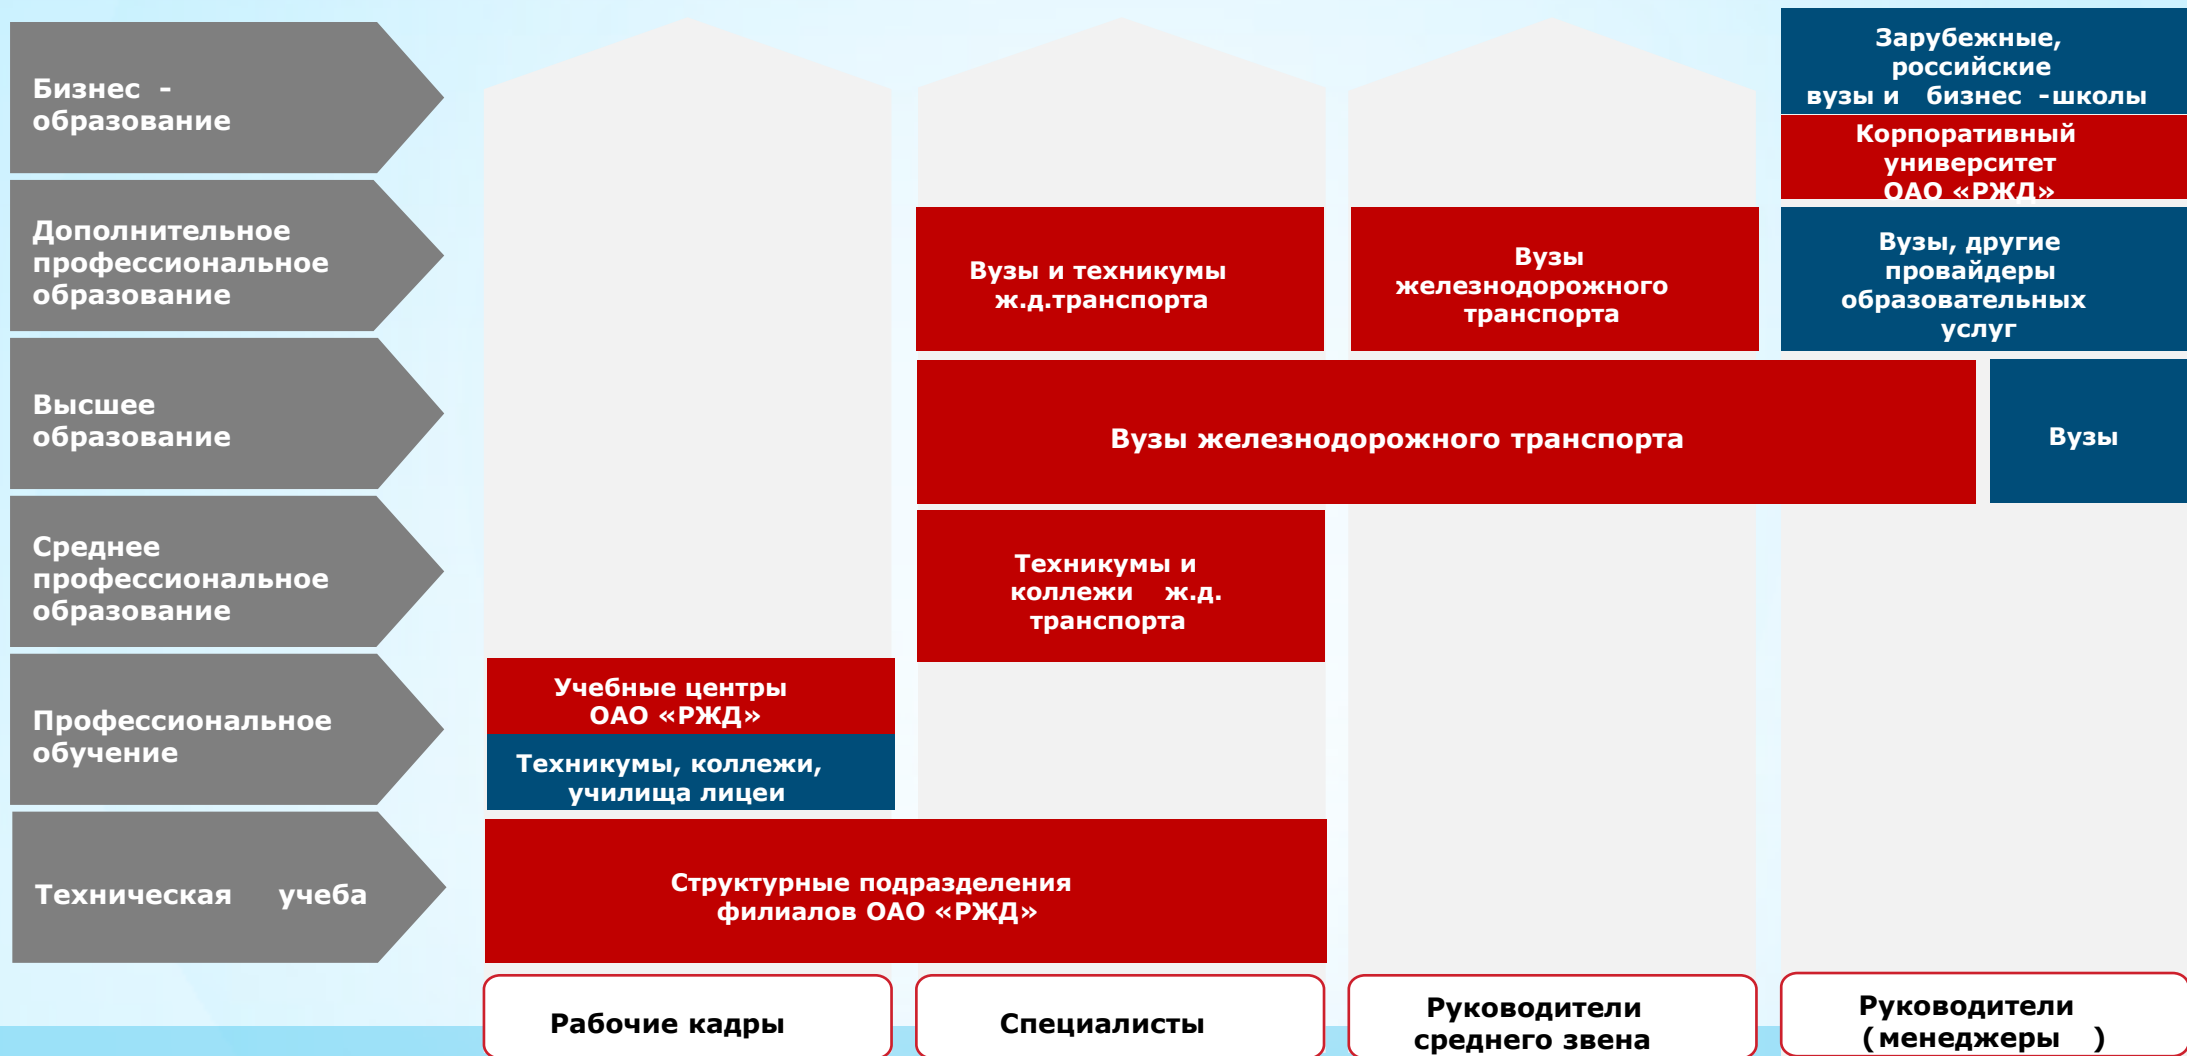 Бизнес -
образование
Зарубежные,
российские
вузы и бизнес -школы
Корпоративный
университет
ОАО «РЖД»
Дополнительное
профессиональное
образование
Вузы и техникумы
ж.д.транспорта
Вузы
железнодорожного
транспорта
Вузы, другие
провайдеры
образовательных
услуг
Высшее
образование
Вузы железнодорожного транспорта
Вузы
Среднее
профессиональное
образование
Техникумы и
коллежи ж.д.
транспорта
Профессиональное
обучение
Учебные центры
ОАО «РЖД»
Техникумы, коллежи,
училища лицеи
Техническая учеба
Структурные подразделения
филиалов ОАО «РЖД»
Рабочие кадры
Специалисты
Руководители
среднего звена
Руководители
(менеджеры )